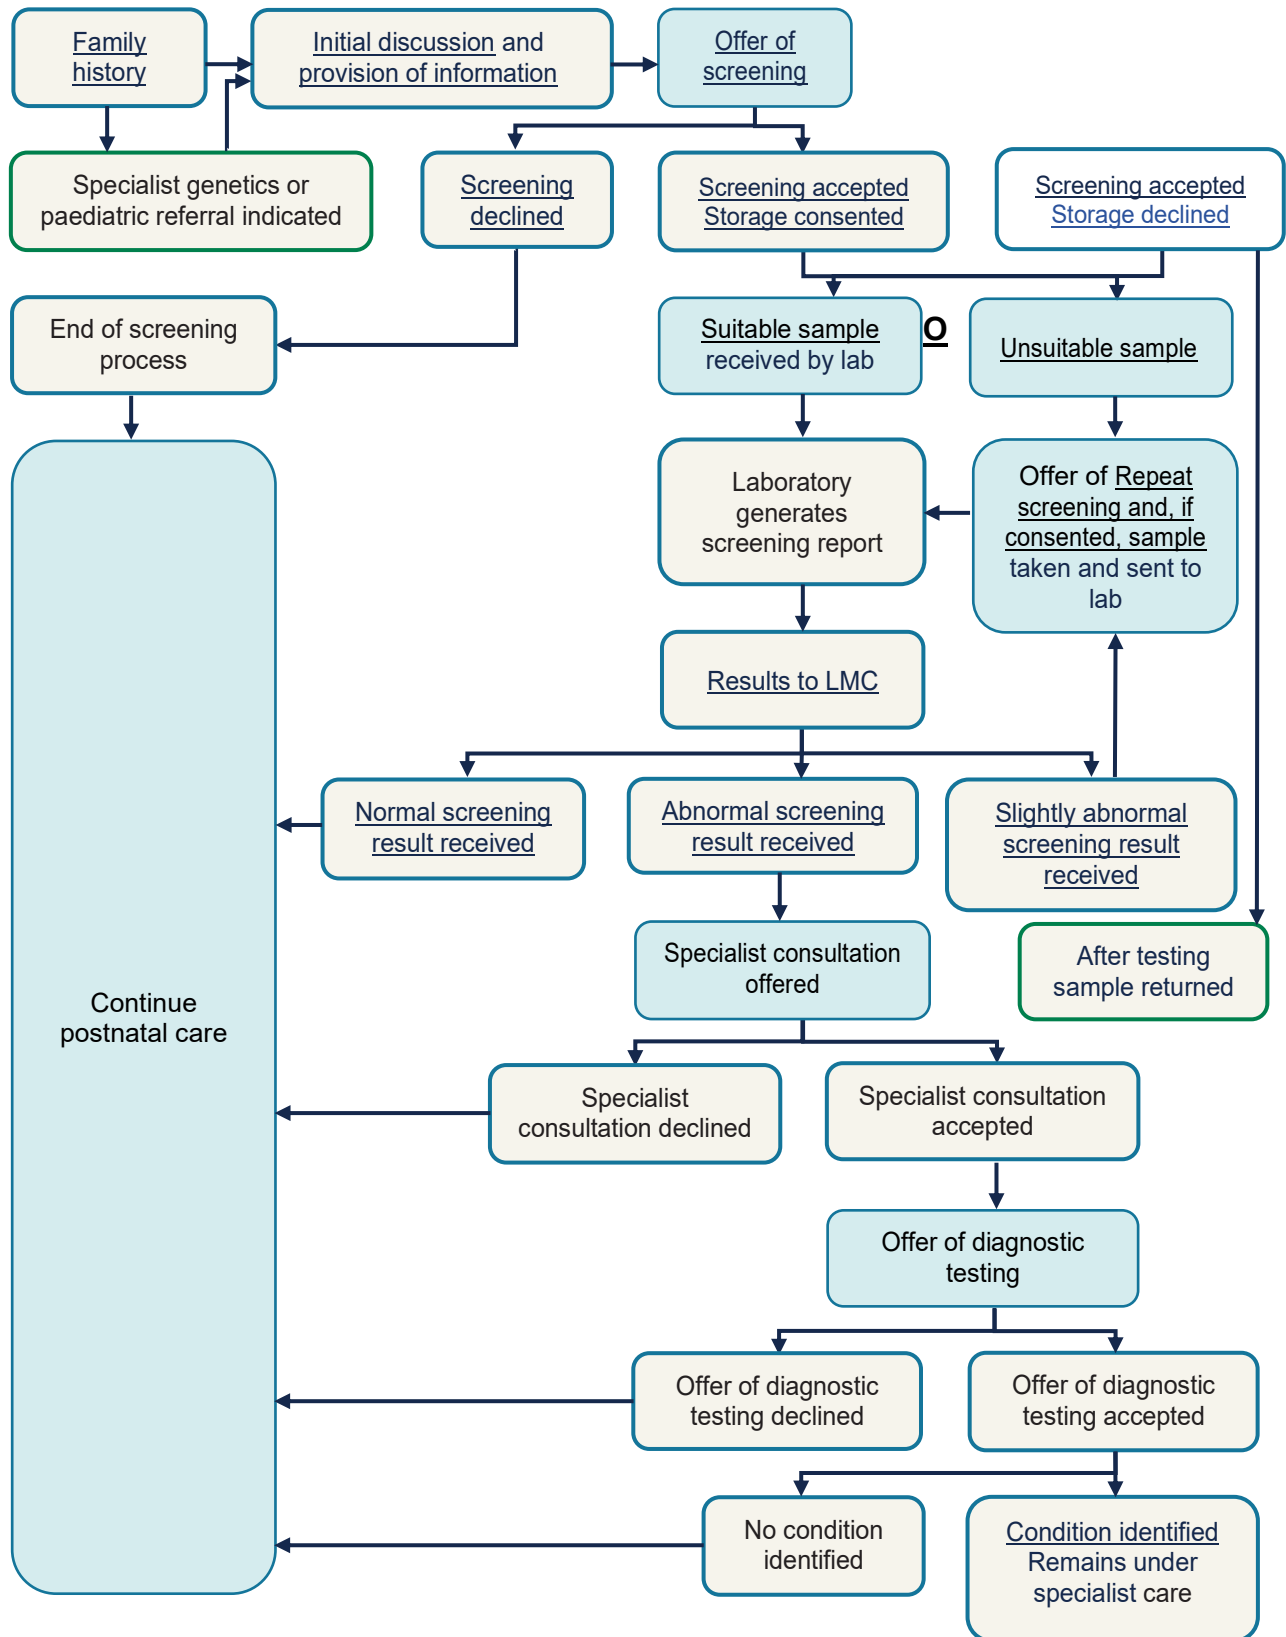 Family
history
Initial discussion and
provision of information
Offer of
screening
Specialist genetics or
paediatric referral indicated
Screening
declined
Screening accepted
Storage consented
Screening accepted
Storage declined
End of screening
process
Suitable sample
received by lab
O
Unsuitable sample
Laboratory
generates
screening report
Offer of Repeat
screening and, if
consented, sample
taken and sent to
lab
Results to LMC
Normal screening
result received
Abnormal screening
result received
Slightly abnormal
screening result
received
Specialist consultation
offered
After testing
sample returned
Continue
postnatal care
Specialist
consultation declined
Specialist consultation
accepted
Offer of diagnostic
testing
Offer of diagnostic
testing declined
Offer of diagnostic
testing accepted
No condition
identified
Condition identified
Remains under
specialist care